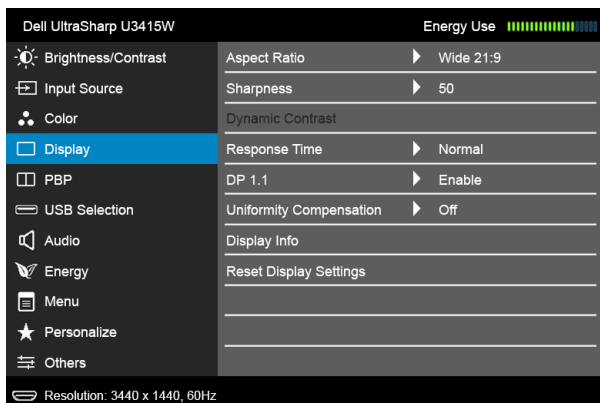 Dell UltraSharp U3415W Energy Use
Brightness/Contrast
Input Source
Color
Display
PBP
USB Selection
Audio
Energy
Menu
Personalize
Others
Aspect Ratio Wide 21:9
Sharpness 50
Dynamic Contrast
Response Time Normal
DP 1.1 Enable
Uniformity Compensation Off
Display Info
Reset Display Settings
Resolution: 3440 x 1440, 60Hz